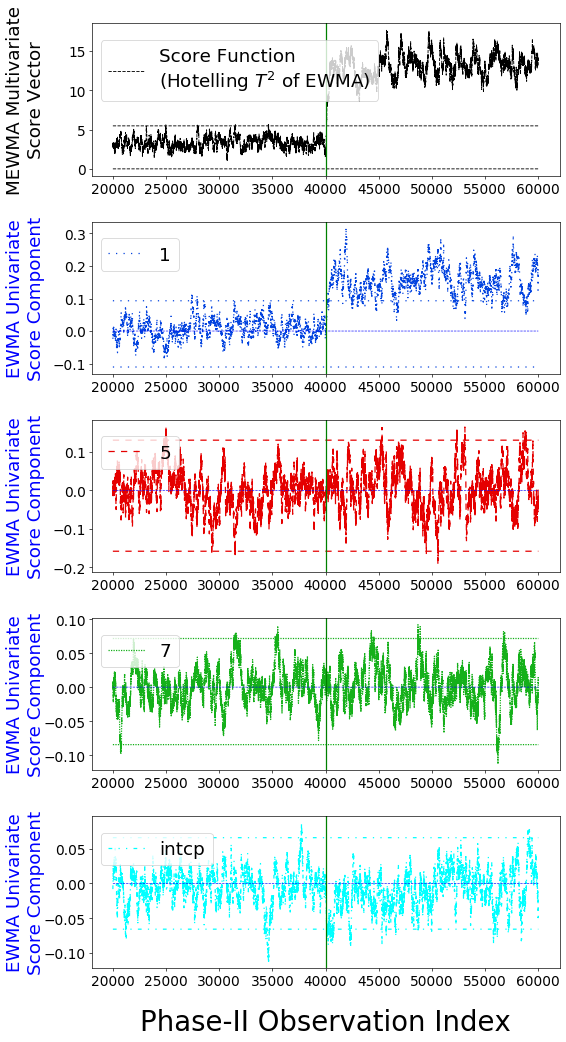 MEWMA Multivariate
Score Vector
15
10
5
0
Score Function
(Hotelling T² of EWMA)
20000 25000 30000 35000 40000 45000 50000 55000 60000
EWMA Univariate
Score Component
0.3
0.2
0.1
0.0
−0.1
1
20000 25000 30000 35000 40000 45000 50000 55000 60000
EWMA Univariate
Score Component
0.1
0.0
−0.1
−0.2
5
20000 25000 30000 35000 40000 45000 50000 55000 60000
EWMA Univariate
Score Component
0.10
0.05
0.00
−0.05
−0.10
7
20000 25000 30000 35000 40000 45000 50000 55000 60000
EWMA Univariate
Score Component
0.05
0.00
−0.05
−0.10
intcp
20000 25000 30000 35000 40000 45000 50000 55000 60000
Phase-II Observation Index